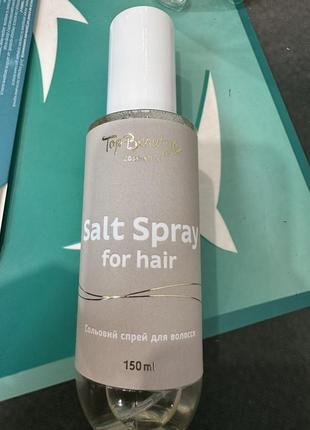 Top Beauty
Salt Spray
for hair
Сольовий спрей для волосся
150 ml